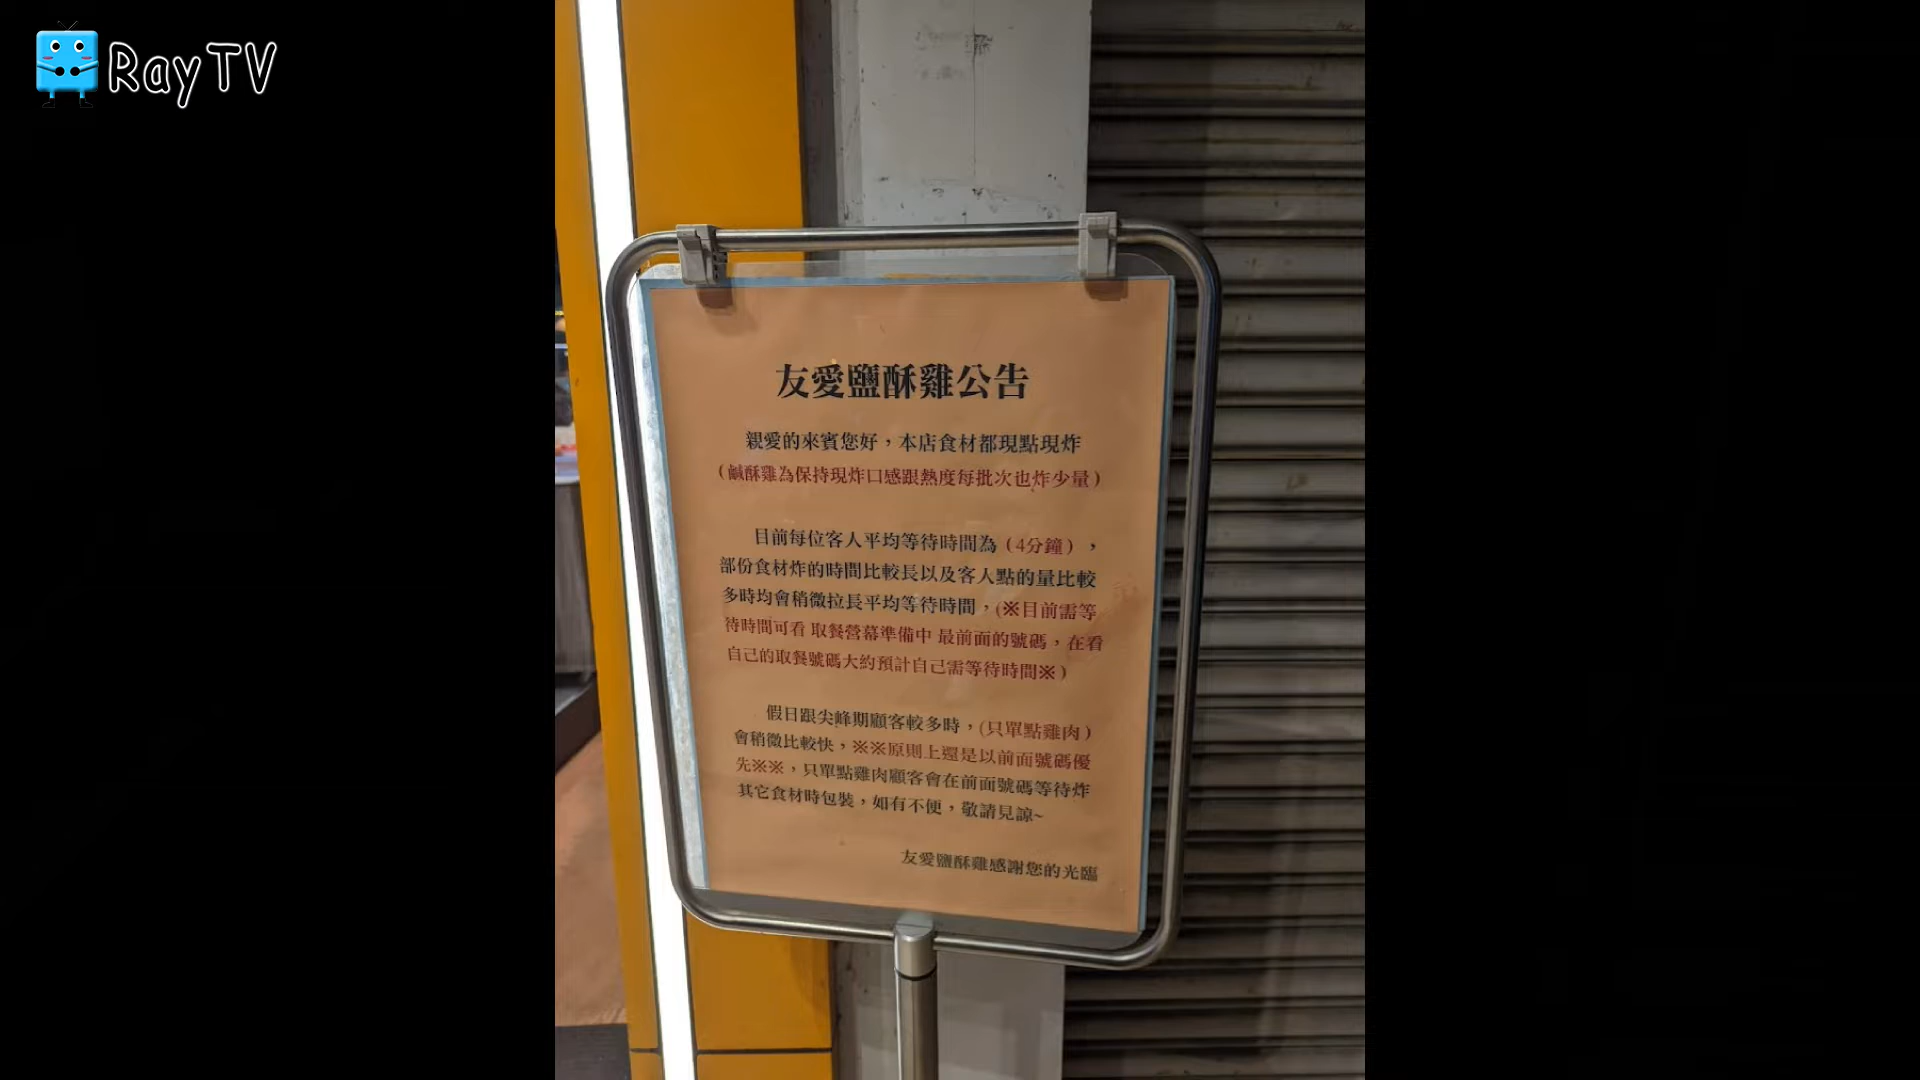 RayTV
友愛鹽酥雞公告
親愛的來賓您好，本店食材都現點現炸
（鹹酥雞為保持現炸口感跟熱度每批次也炸少量）
目前每位客人平均等待時間為（4分鐘），
部份食材炸的時間比較長以及客人點的量比較
多時均會稍微拉長平均等待時間，(※目前需等
待時間可看 取餐螢幕準備中 最前面的號碼，在看
自己的取餐號碼大約預計自己需等待時間※）
假日跟尖峰期顧客較多時，(只單點雞肉）
會稍微比較快，※※原則上還是以前面號碼優
先※※，只單點雞肉顧客會在前面號碼等待炸
其它食材時包裝，如有不便，敬請見諒~
友愛鹽酥雞感謝您的光臨